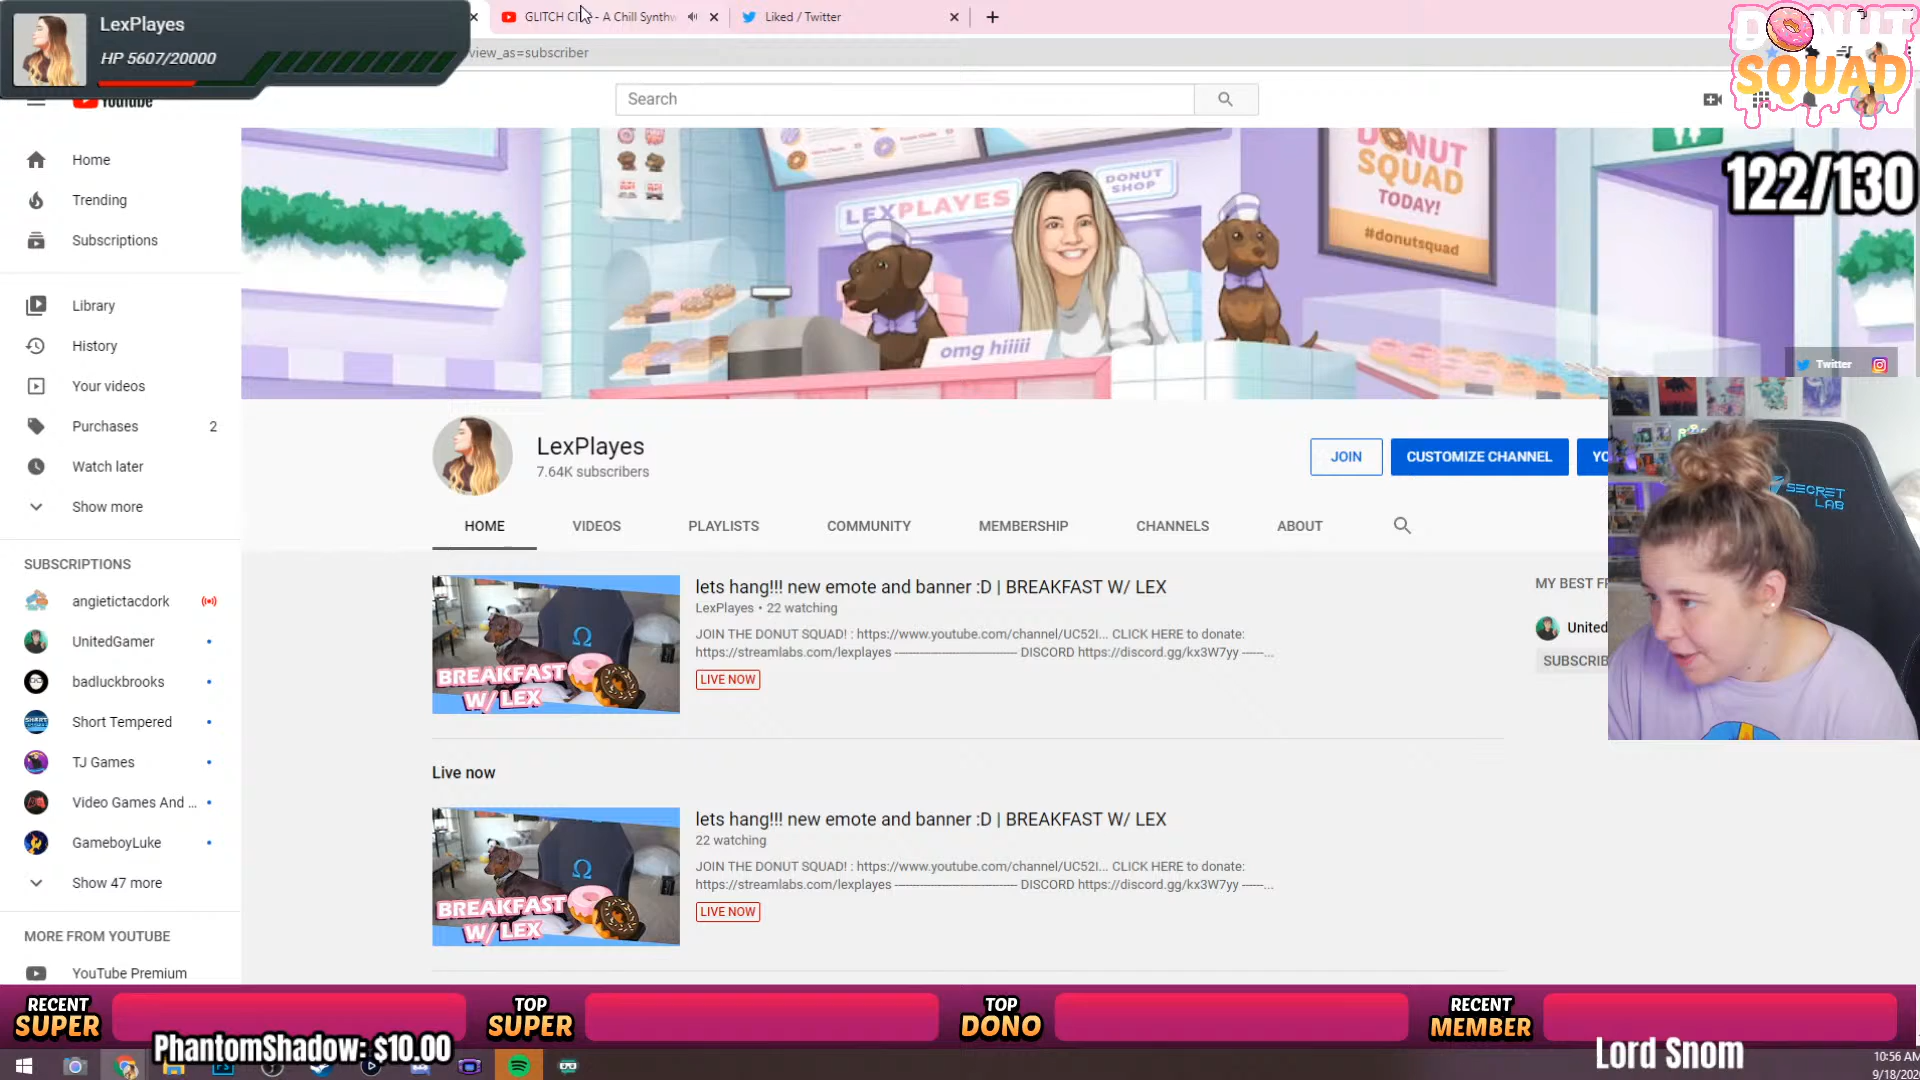 LexPlayes
HP 5607/20000
GLITCH CI - A Chill Synthw
Liked / Twitter
view_as=subscriber
DONUT
SQUAD
YouTube
Search
122/130
Home
Trending
Subscriptions
Library
History
Your videos
Purchases 2
Watch later
Show more
SUBSCRIPTIONS
angietictacdork
UnitedGamer
badluckbrooks
Short Tempered
TJ Games
Video Games And ...
GameboyLuke
Show 47 more
MORE FROM YOUTUBE
YouTube Premium
LEXPLAYES
DONUT
SHOP
omg hiiii
DONUT
SQUAD
TODAY!
#donutsquad
Twitter
LexPlayes
7.64K subscribers
JOIN
CUSTOMIZE CHANNEL
YO
HOME
VIDEOS
PLAYLISTS
COMMUNITY
MEMBERSHIP
CHANNELS
ABOUT
BREAKFAST
W/ LEX
lets hang!!! new emote and banner :D | BREAKFAST W/ LEX
LexPlayes • 22 watching
JOIN THE DONUT SQUAD! : https://www.youtube.com/channel/UC52I... CLICK HERE to donate:
https://streamlabs.com/lexplayes ------------------------------ DISCORD https://discord.gg/kx3W7yy ------...
LIVE NOW
MY BEST F
United
SUBSCRIB
SECRET
LAB
Live now
BREAKFAST
W/ LEX
lets hang!!! new emote and banner :D | BREAKFAST W/ LEX
22 watching
JOIN THE DONUT SQUAD! : https://www.youtube.com/channel/UC52I... CLICK HERE to donate:
https://streamlabs.com/lexplayes ------------------------------ DISCORD https://discord.gg/kx3W7yy ------...
LIVE NOW
RECENT
SUPER
PhantomShadow: $10.00
TOP
SUPER
TOP
DONO
RECENT
MEMBER
Lord Snom
10:56 AM
9/18/202